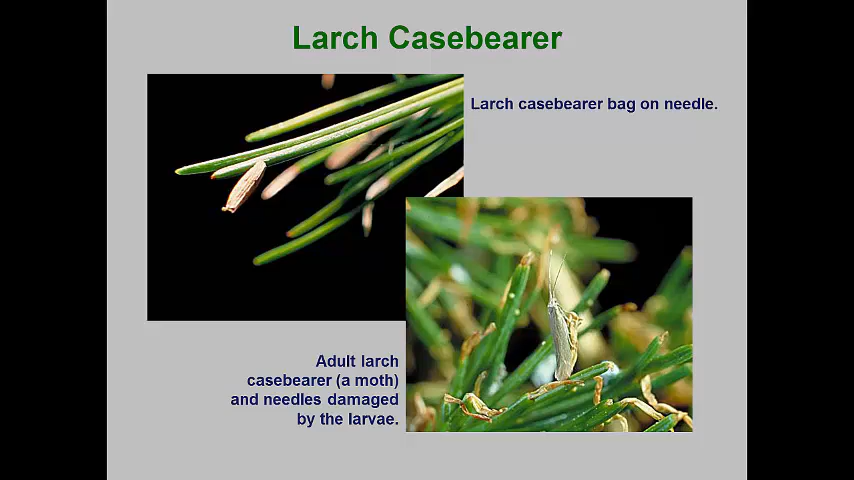 Larch Casebearer
Larch casebearer bag on needle.
Adult larch
casebearer (a moth)
and needles damaged
by the larvae.